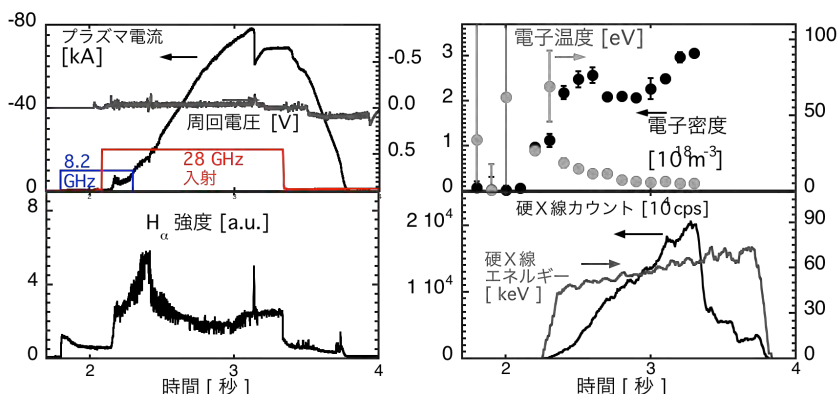 -80
プラズマ電流
[kA]
-0.5
-40
0.0
周回電圧 [V]
8.2
GHz
28 GHz
入射
0.5
0
2
3
4
8
Hα 強度 [a.u.]
4
0
2
3
4
時間 [ 秒 ]
3
電子温度 [eV]
100
2
50
電子密度
1
[10¹⁸m⁻³]
0
0
硬X線カウント [10⁴cps]
2 10⁴
90
硬X線
エネルギー
[ keV ]
60
1 10⁴
30
0
0
2
3
4
時間 [ 秒 ]